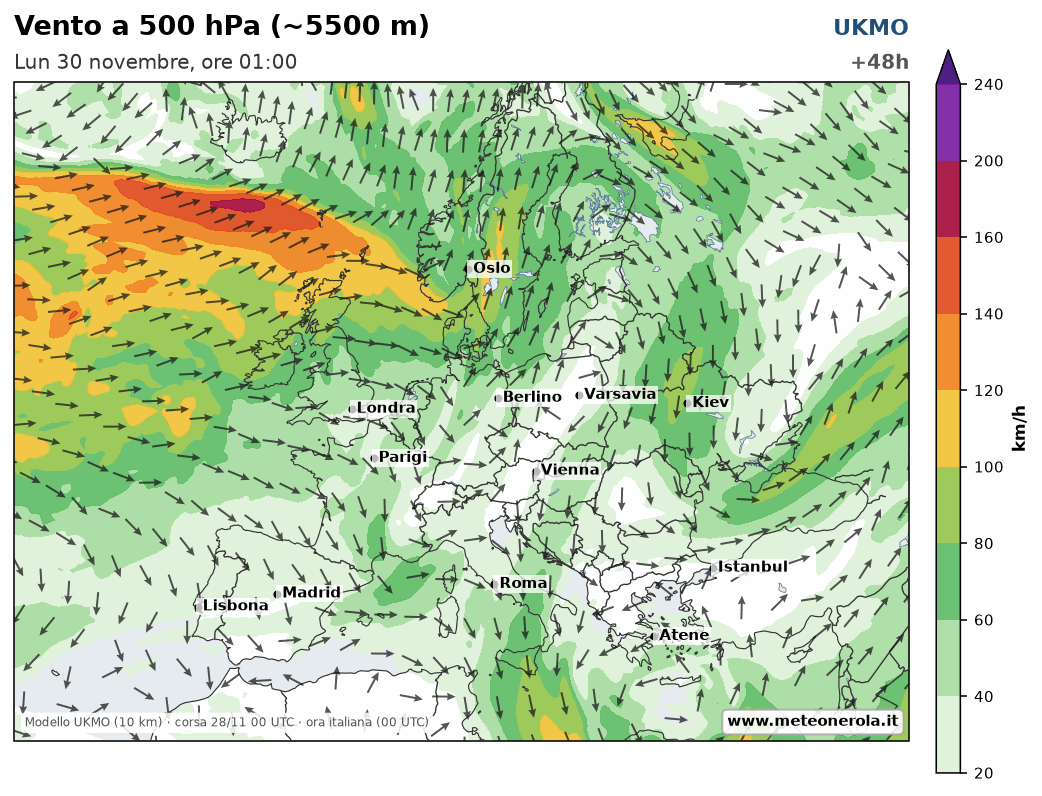 Vento a 500 hPa (~5500 m)
UKMO
Lun 30 novembre, ore 01:00
+48h
240
200
160
140
120
100
80
60
40
20
km/h
Oslo
Berlino
Varsavia
Kiev
Londra
Parigi
Vienna
Istanbul
Roma
Madrid
Lisbona
Atene
Modello UKMO (10 km) · corsa 28/11 00 UTC · ora italiana (00 UTC)
www.meteonerola.it